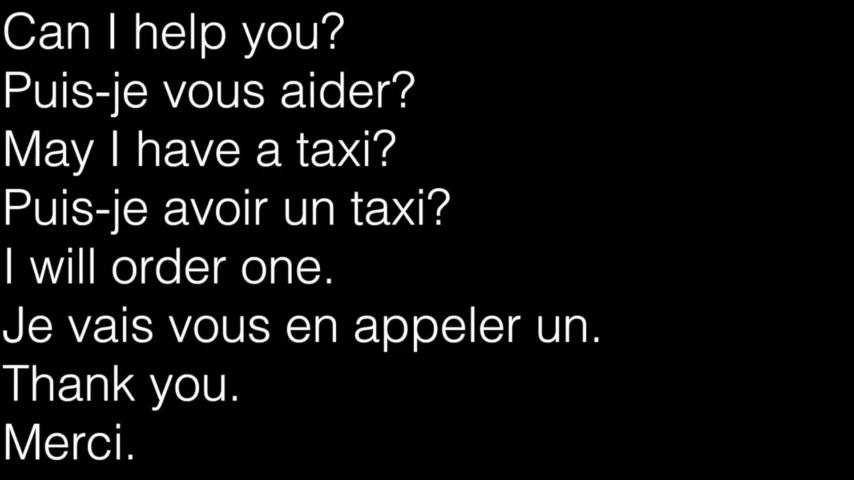 Can I help you?
Puis-je vous aider?
May I have a taxi?
Puis-je avoir un taxi?
I will order one.
Je vais vous en appeler un.
Thank you.
Merci.